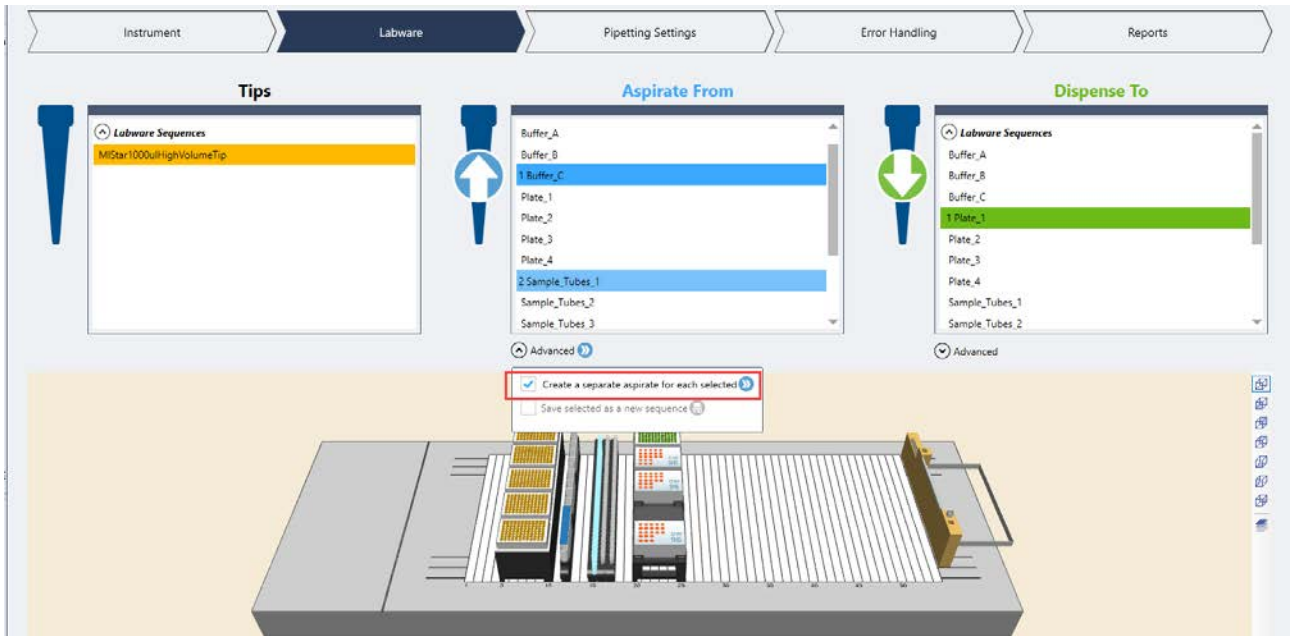 Instrument
Labware
Pipetting Settings
Error Handling
Reports
Tips
Labware Sequences
MlStar1000ulHighVolumeTip
Aspirate From
Buffer_A
Buffer_B
1 Buffer_C
Plate_1
Plate_2
Plate_3
Plate_4
2 Sample_Tubes_1
Sample_Tubes_2
Sample_Tubes_3
Advanced
Create a separate aspirate for each selected
Save selected as a new sequence
Dispense To
Labware Sequences
Buffer_A
Buffer_B
Buffer_C
1 Plate_1
Plate_2
Plate_3
Plate_4
Sample_Tubes_1
Sample_Tubes_2
Advanced